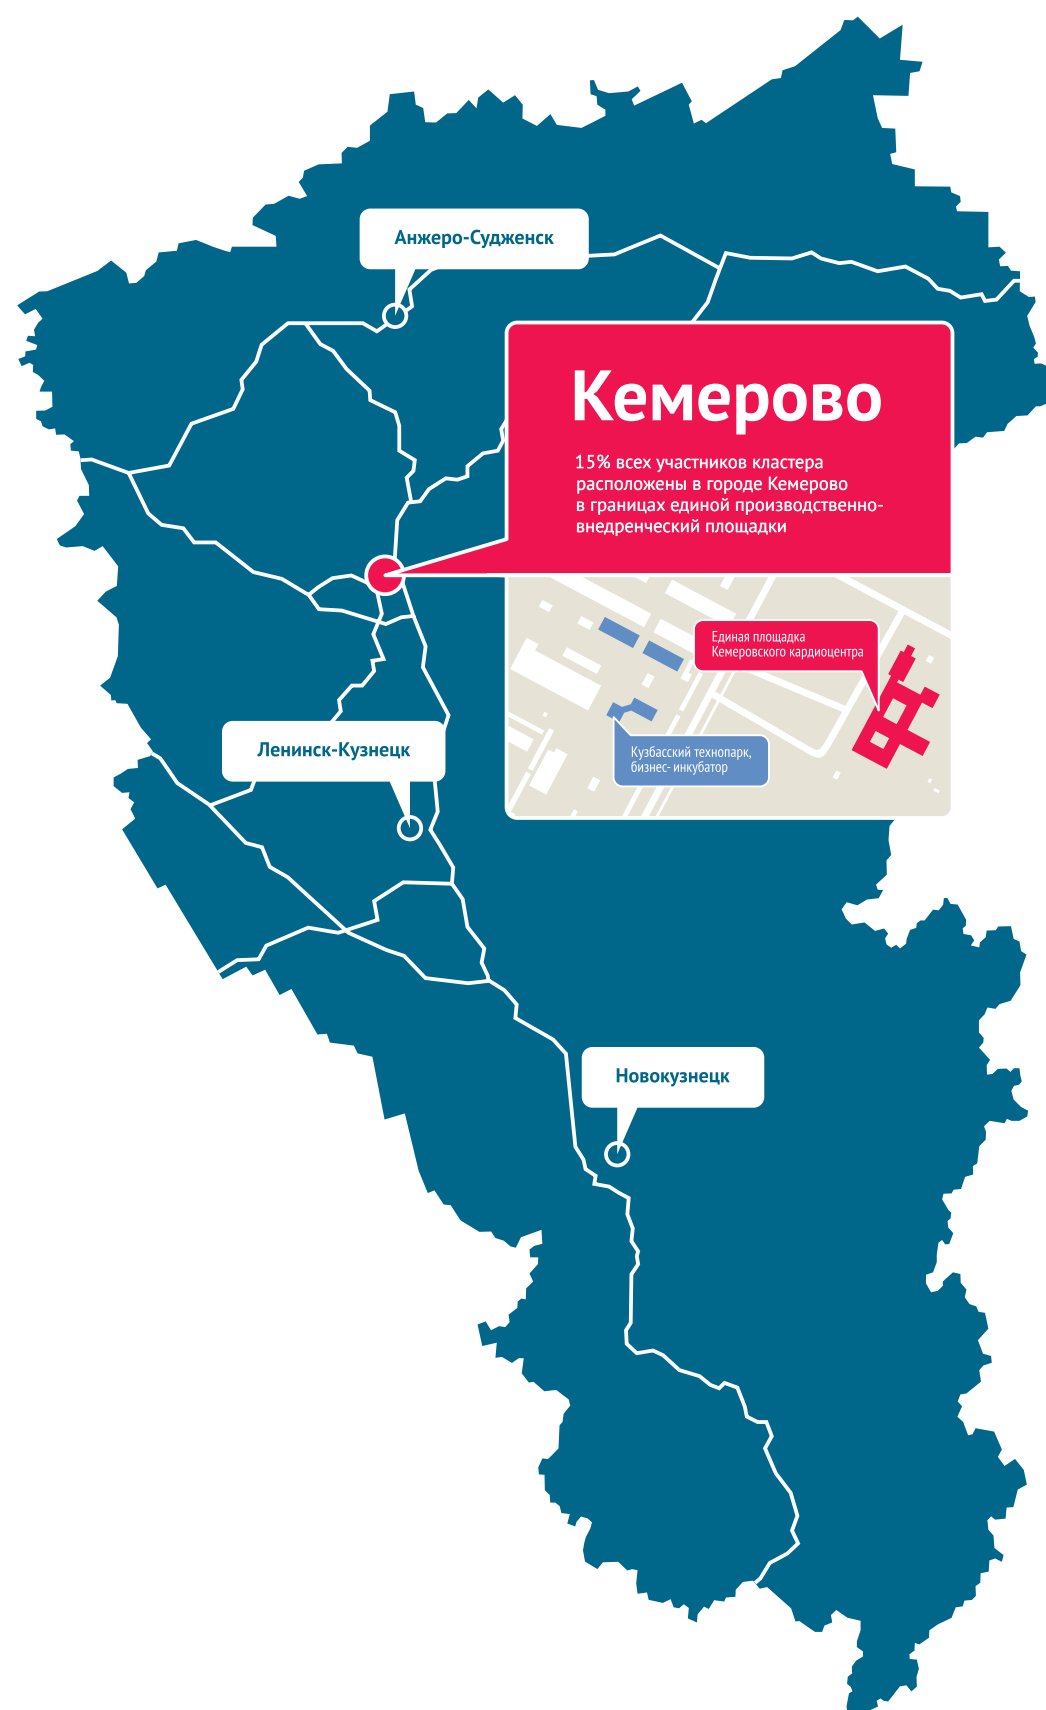 Анжеро-Судженск
Кемерово
15% всех участников кластера
расположены в городе Кемерово
в границах единой производственно-
внедренческий площадки
Единая площадка
Кемеровского кардиоцентра
Ленинск-Кузнецк
Кузбасский технопарк,
бизнес- инкубатор
Новокузнецк